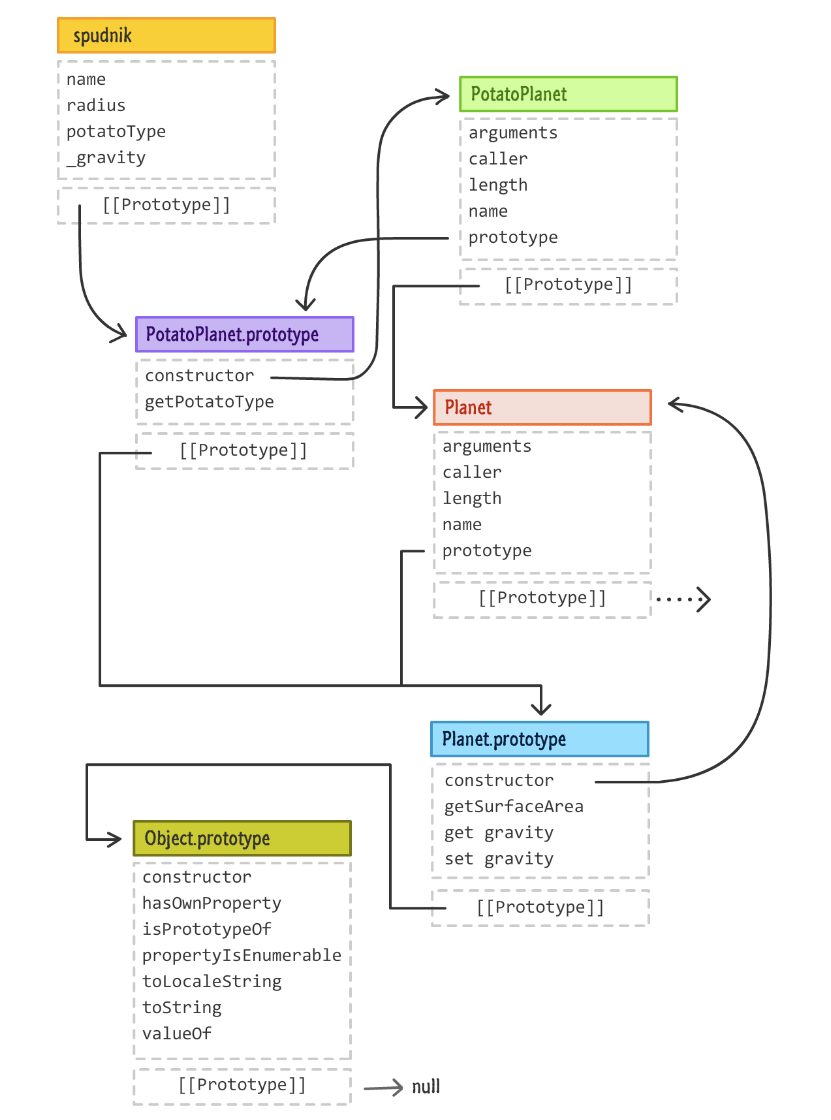 spudnik
name
radius
potatoType
_gravity
[[Prototype]]
PotatoPlanet
arguments
caller
length
name
prototype
[[Prototype]]
PotatoPlanet.prototype
constructor
getPotatoType
[[Prototype]]
Planet
arguments
caller
length
name
prototype
[[Prototype]]
Planet.prototype
constructor
getSurfaceArea
get gravity
set gravity
[[Prototype]]
Object.prototype
constructor
hasOwnProperty
isPrototypeOf
propertyIsEnumerable
toLocaleString
toString
valueOf
[[Prototype]]
null